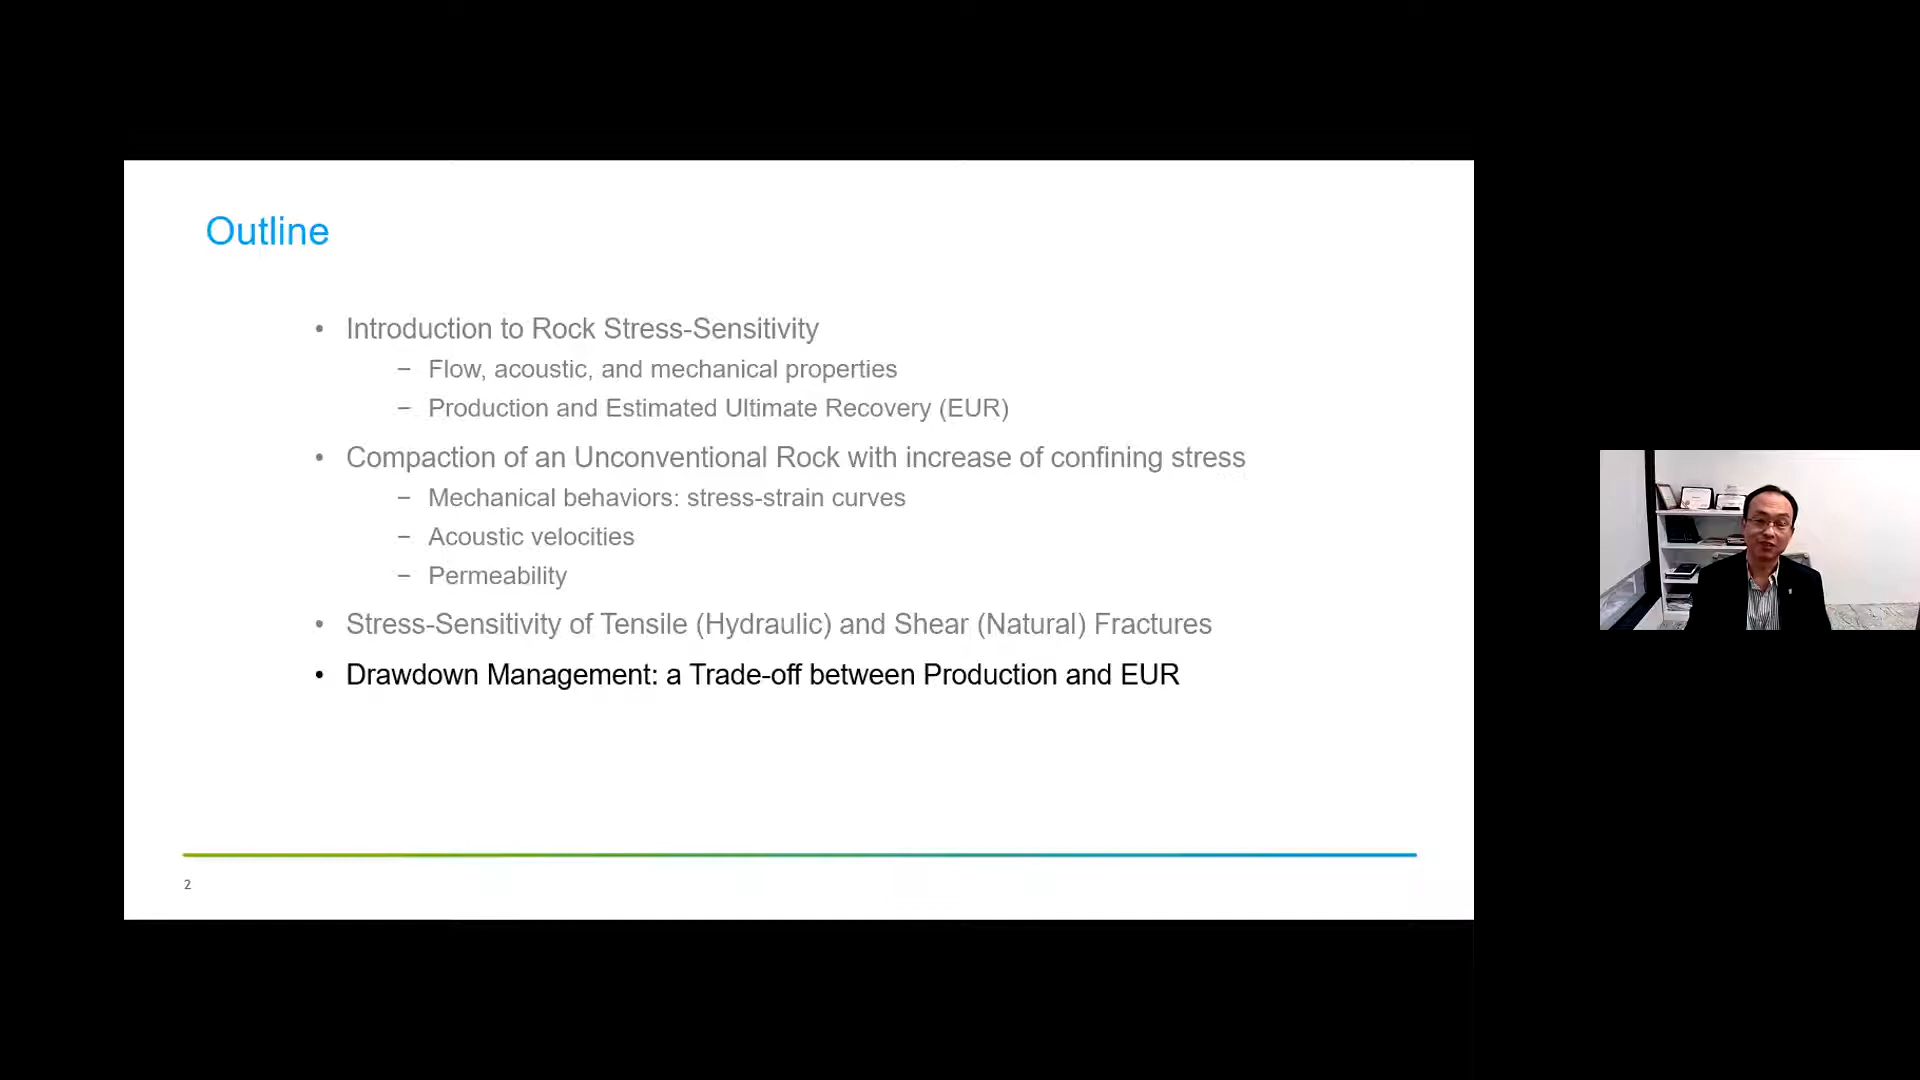 Outline
• Introduction to Rock Stress-Sensitivity
– Flow, acoustic, and mechanical properties
– Production and Estimated Ultimate Recovery (EUR)
• Compaction of an Unconventional Rock with increase of confining stress
– Mechanical behaviors: stress-strain curves
– Acoustic velocities
– Permeability
• Stress-Sensitivity of Tensile (Hydraulic) and Shear (Natural) Fractures
• Drawdown Management: a Trade-off between Production and EUR
2